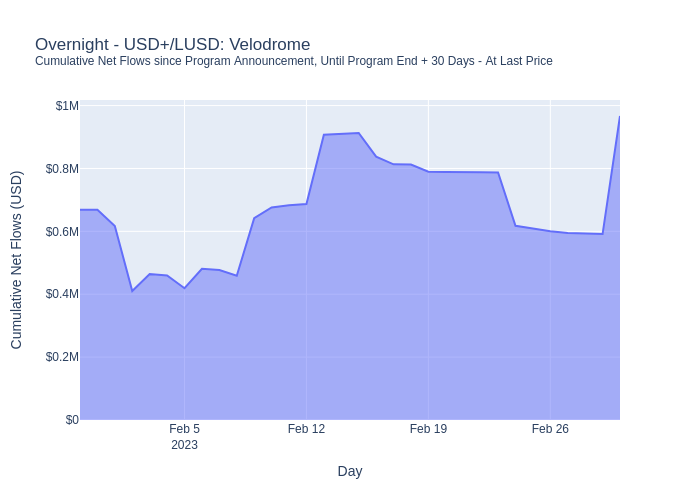 Overnight - USD+/LUSD: Velodrome
Cumulative Net Flows since Program Announcement, Until Program End + 30 Days - At Last Price
Cumulative Net Flows (USD)
$1M
$0.8M
$0.6M
$0.4M
$0.2M
$0
Feb 5
2023
Feb 12
Feb 19
Feb 26
Day